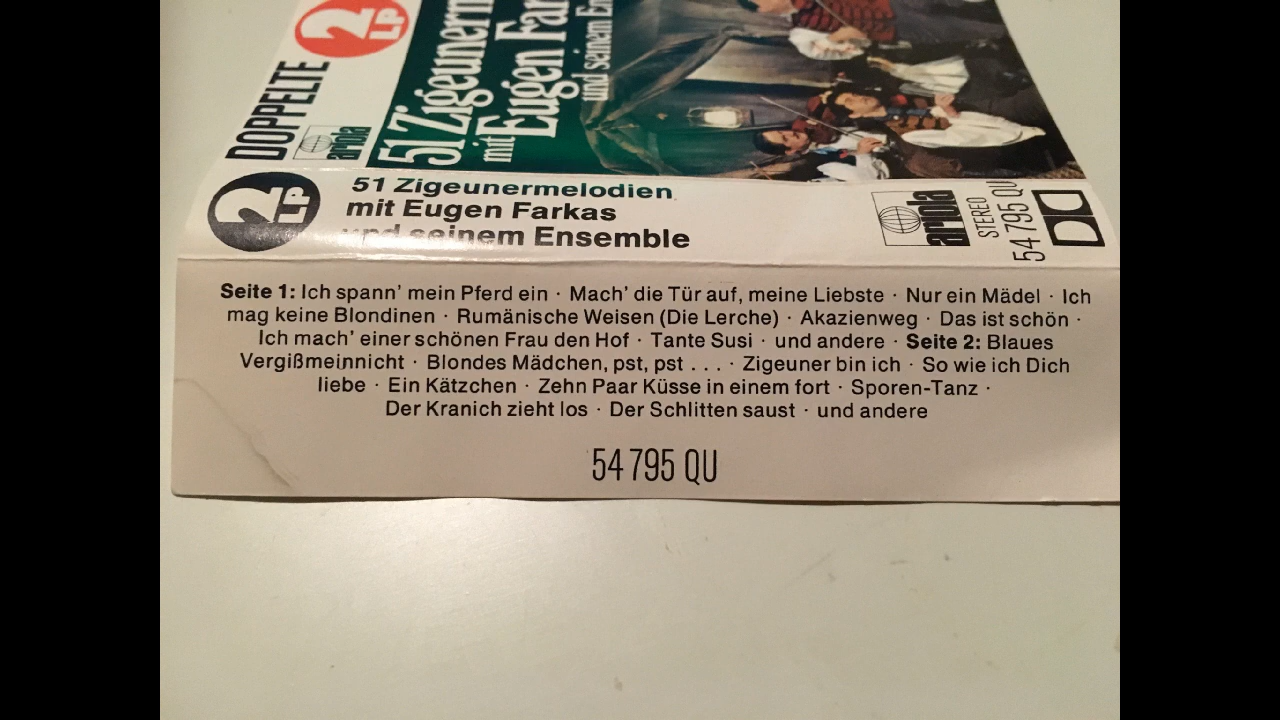 DOPPELTE
2 LP
ariola
51 Zigeunerm
mit Eugen Far
und seinem En
2 LP
51 Zigeunermelodien
mit Eugen Farkas
und seinem Ensemble
ariola
STEREO
54 795 QU
Seite 1: Ich spann' mein Pferd ein · Mach' die Tür auf, meine Liebste · Nur ein Mädel · Ich
mag keine Blondinen · Rumänische Weisen (Die Lerche) · Akazienweg · Das ist schön ·
Ich mach' einer schönen Frau den Hof · Tante Susi · und andere · Seite 2: Blaues
Vergißmeinnicht · Blondes Mädchen, pst, pst . . . · Zigeuner bin ich · So wie ich Dich
liebe · Ein Kätzchen · Zehn Paar Küsse in einem fort · Sporen-Tanz ·
Der Kranich zieht los · Der Schlitten saust · und andere
54 795 QU